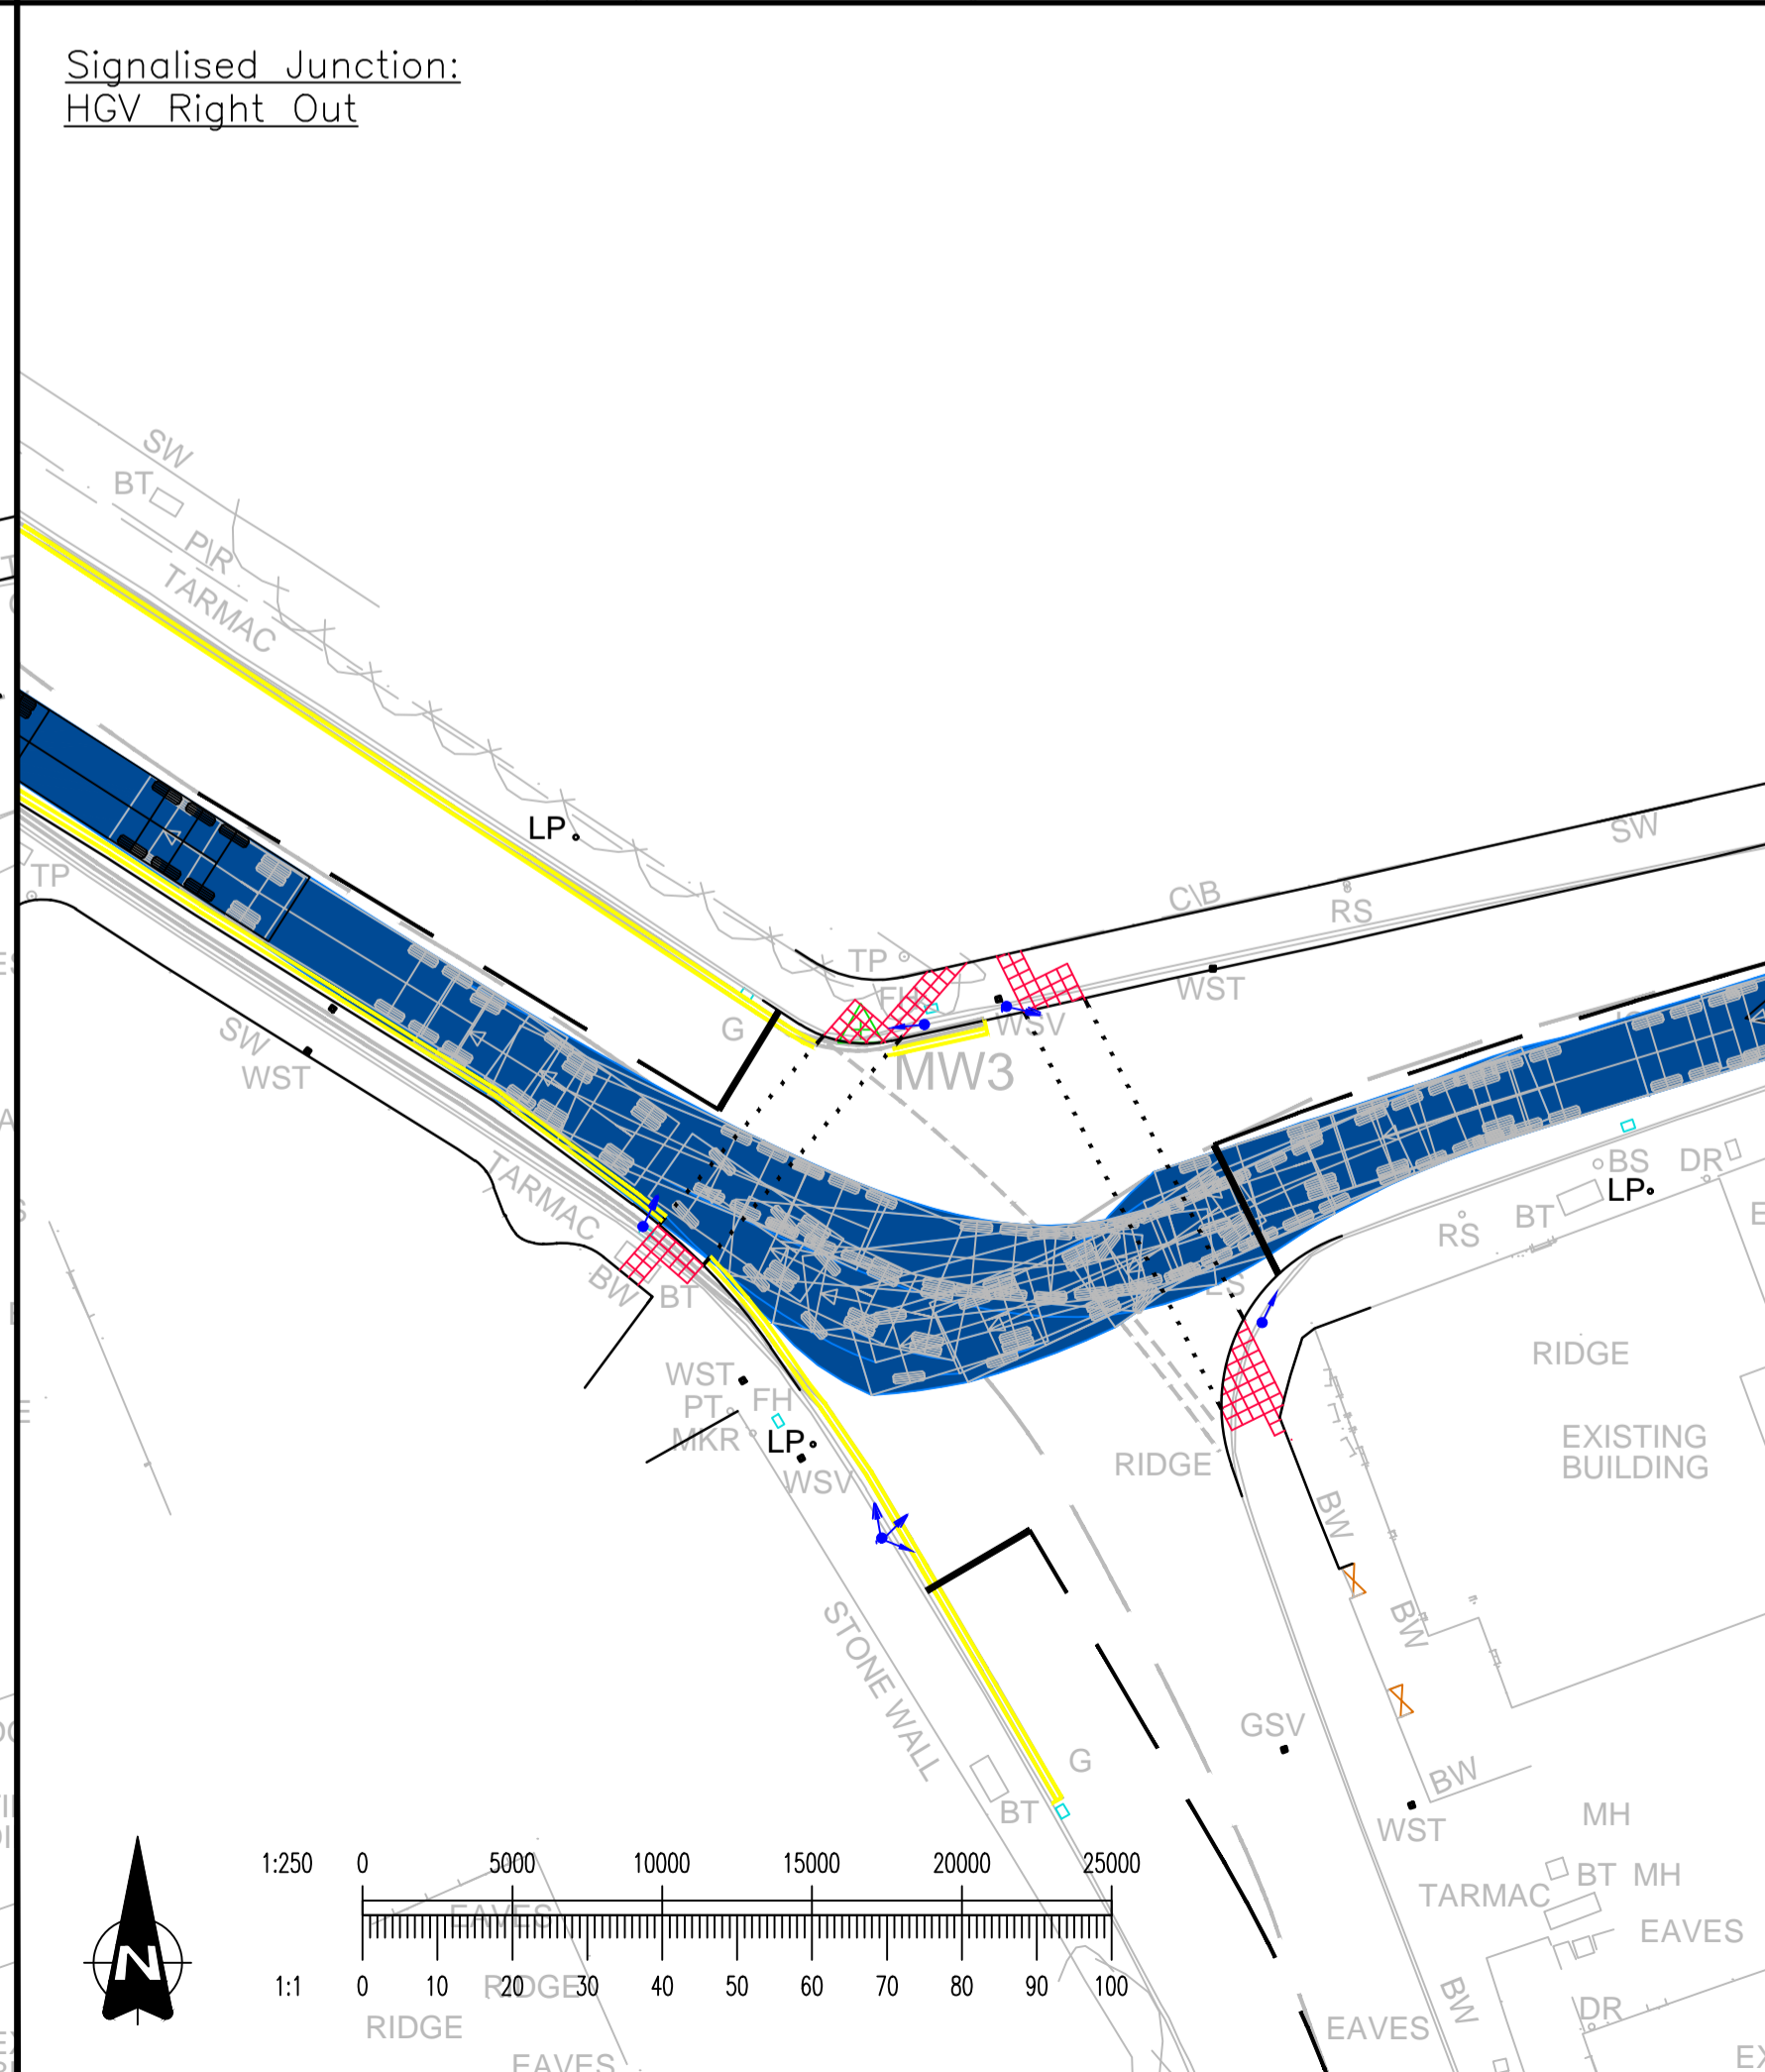 Signalised Junction:
HGV Right Out
SW
BT
P\R
TARMAC
LP
TP
SW
C\B
RS
TP
FH
WST
WSV
G
MW3
SW
WST
TARMAC
BS
DR
LP
BT
RS
BW
BT
RIDGE
WST
FH
PT
MKR
LP
WSV
RIDGE
EXISTING
BUILDING
BW
BW
STONE WALL
GSV
G
BW
BT
WST
MH
1:250
0
5000
10000
15000
20000
25000
BT
MH
TARMAC
EAVES
EAVES
N
1:1
0
10
20
30
40
50
60
70
80
90
100
RIDGE
RIDGE
BW
DR
EAVES
EAVES